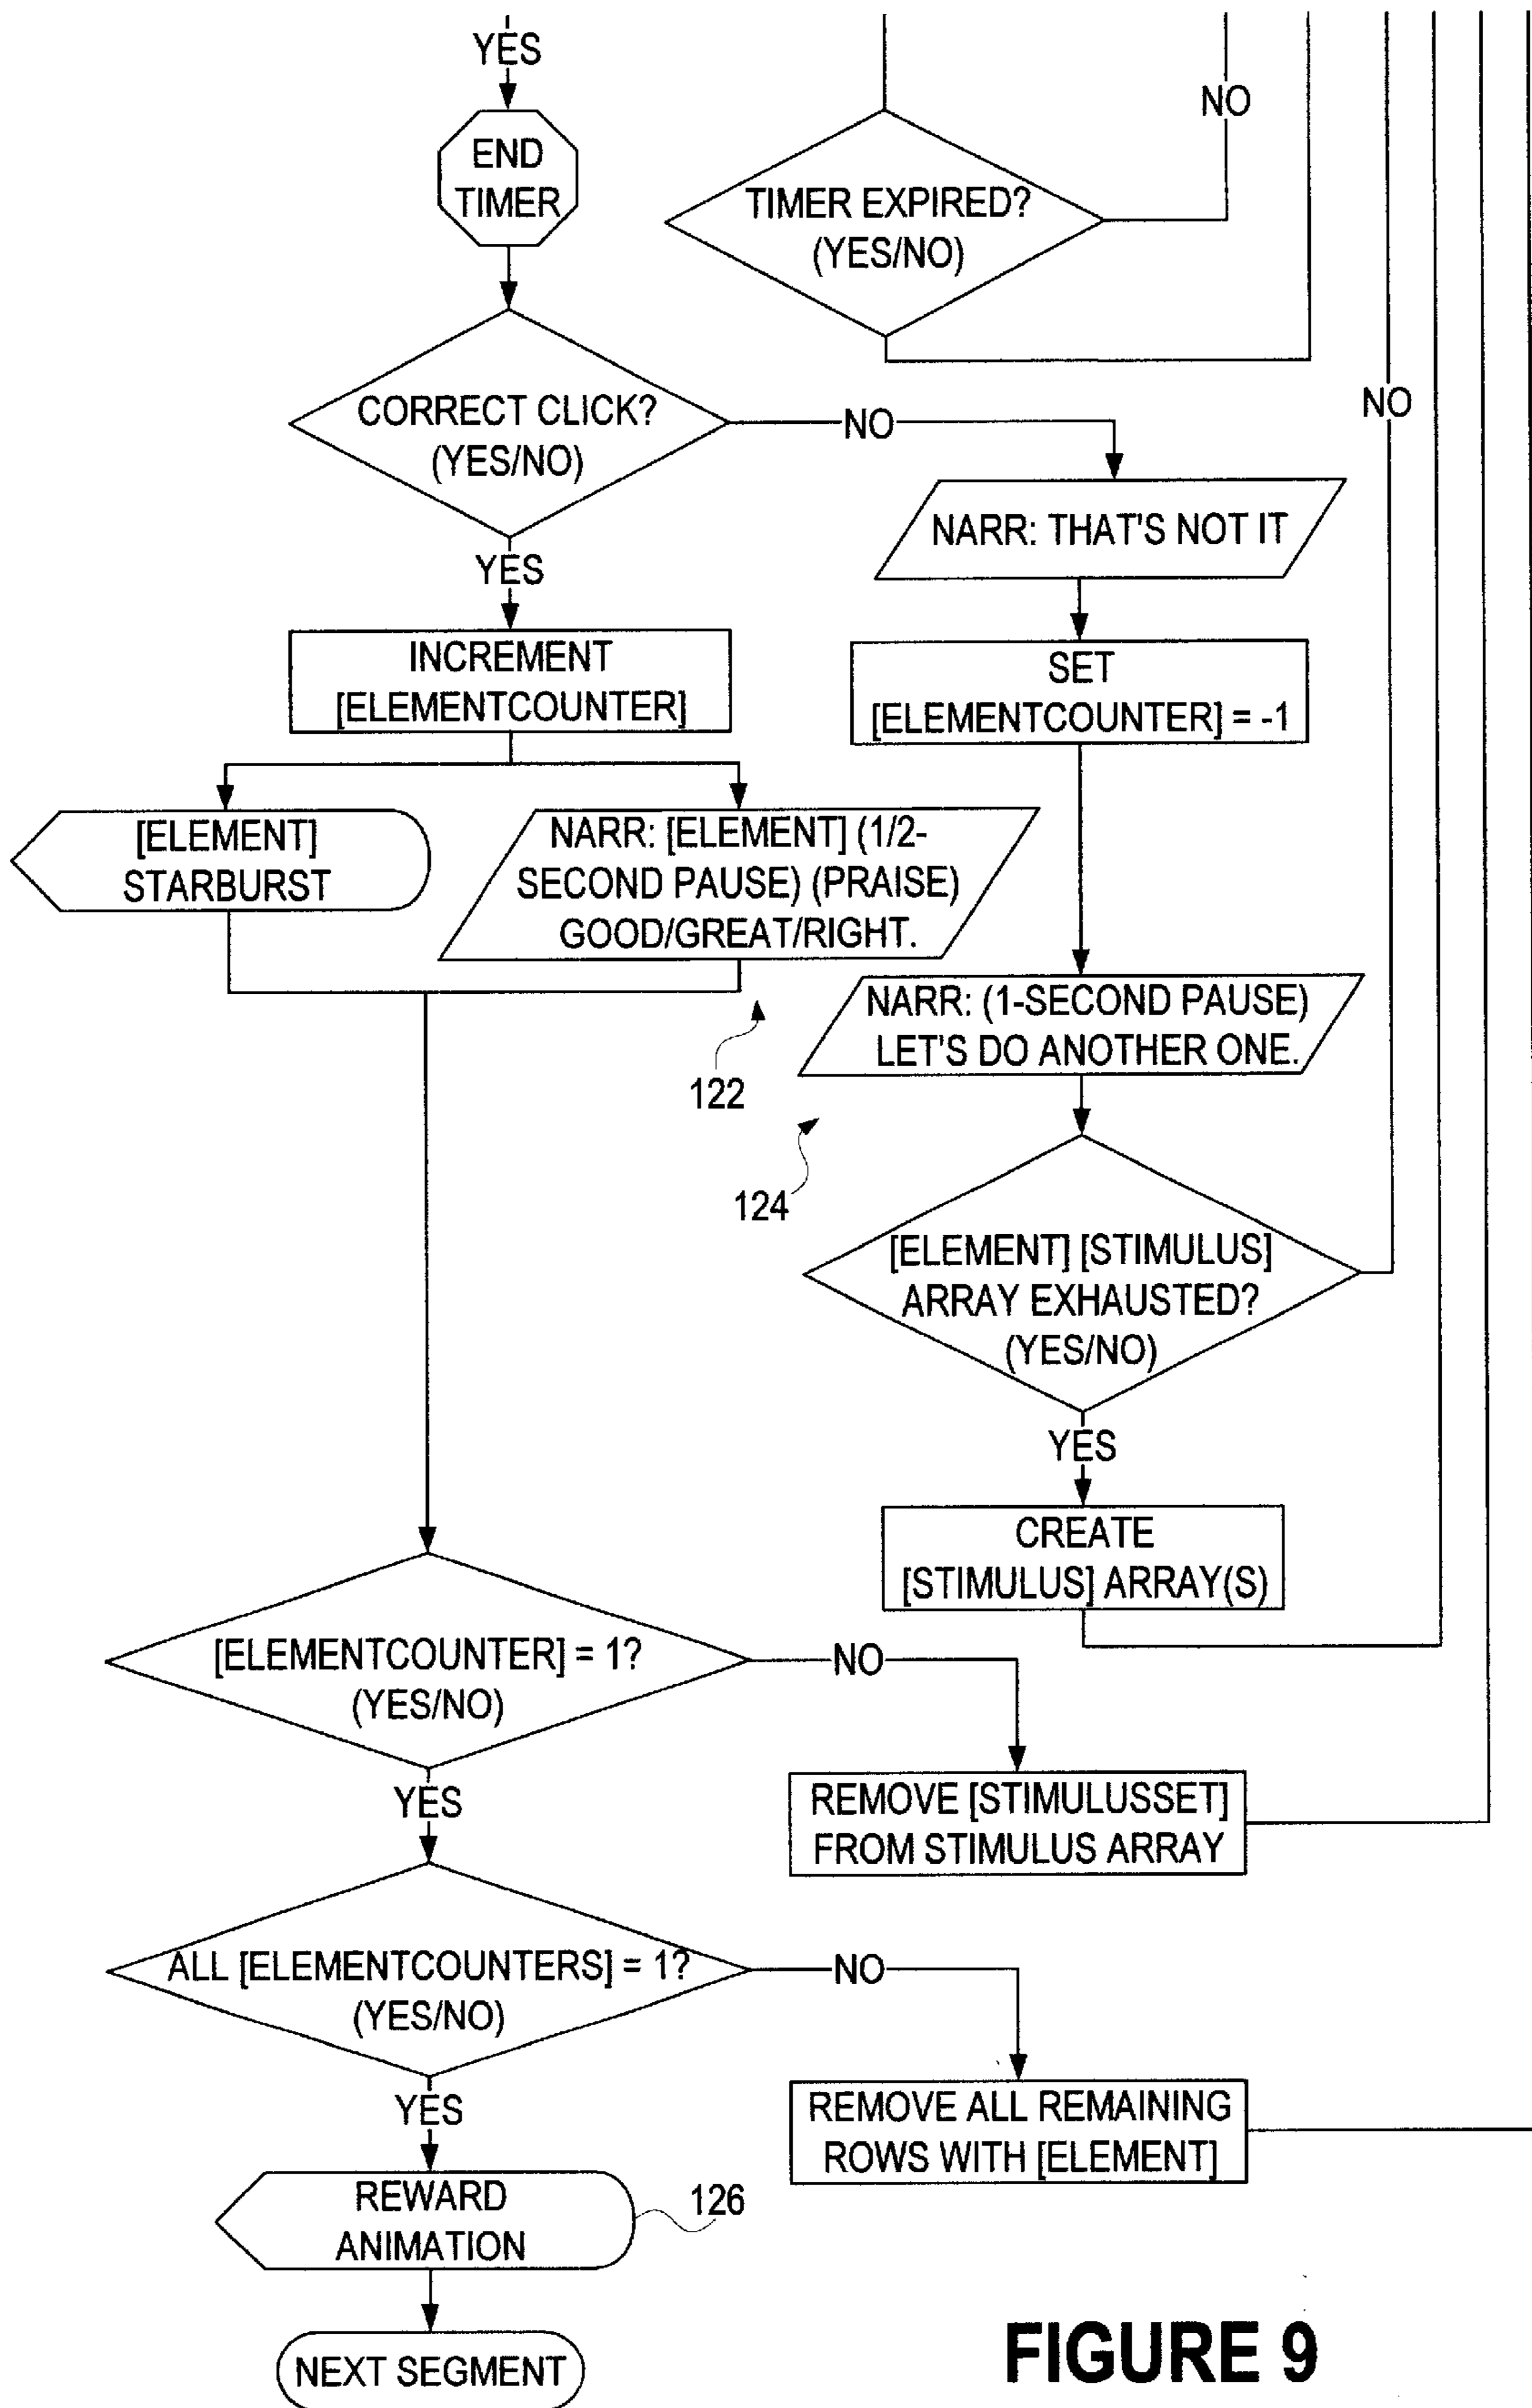 YES
NO
END
TIMER
TIMER EXPIRED?
(YES/NO)
CORRECT CLICK?
(YES/NO)
NO
NO
NARR: THAT'S NOT IT
YES
INCREMENT
[ELEMENTCOUNTER]
SET
[ELEMENTCOUNTER] = -1
[ELEMENT]
STARBURST
NARR: [ELEMENT] (1/2-
SECOND PAUSE) (PRAISE)
GOOD/GREAT/RIGHT.
NARR: (1-SECOND PAUSE)
LET'S DO ANOTHER ONE.
122
124
[ELEMENT] [STIMULUS]
ARRAY EXHAUSTED?
(YES/NO)
YES
CREATE
[STIMULUS] ARRAY(S)
[ELEMENTCOUNTER] = 1?
(YES/NO)
NO
YES
REMOVE [STIMULUSSET]
FROM STIMULUS ARRAY
ALL [ELEMENTCOUNTERS] = 1?
(YES/NO)
NO
YES
REMOVE ALL REMAINING
ROWS WITH [ELEMENT]
REWARD
ANIMATION
126
NEXT SEGMENT
FIGURE 9